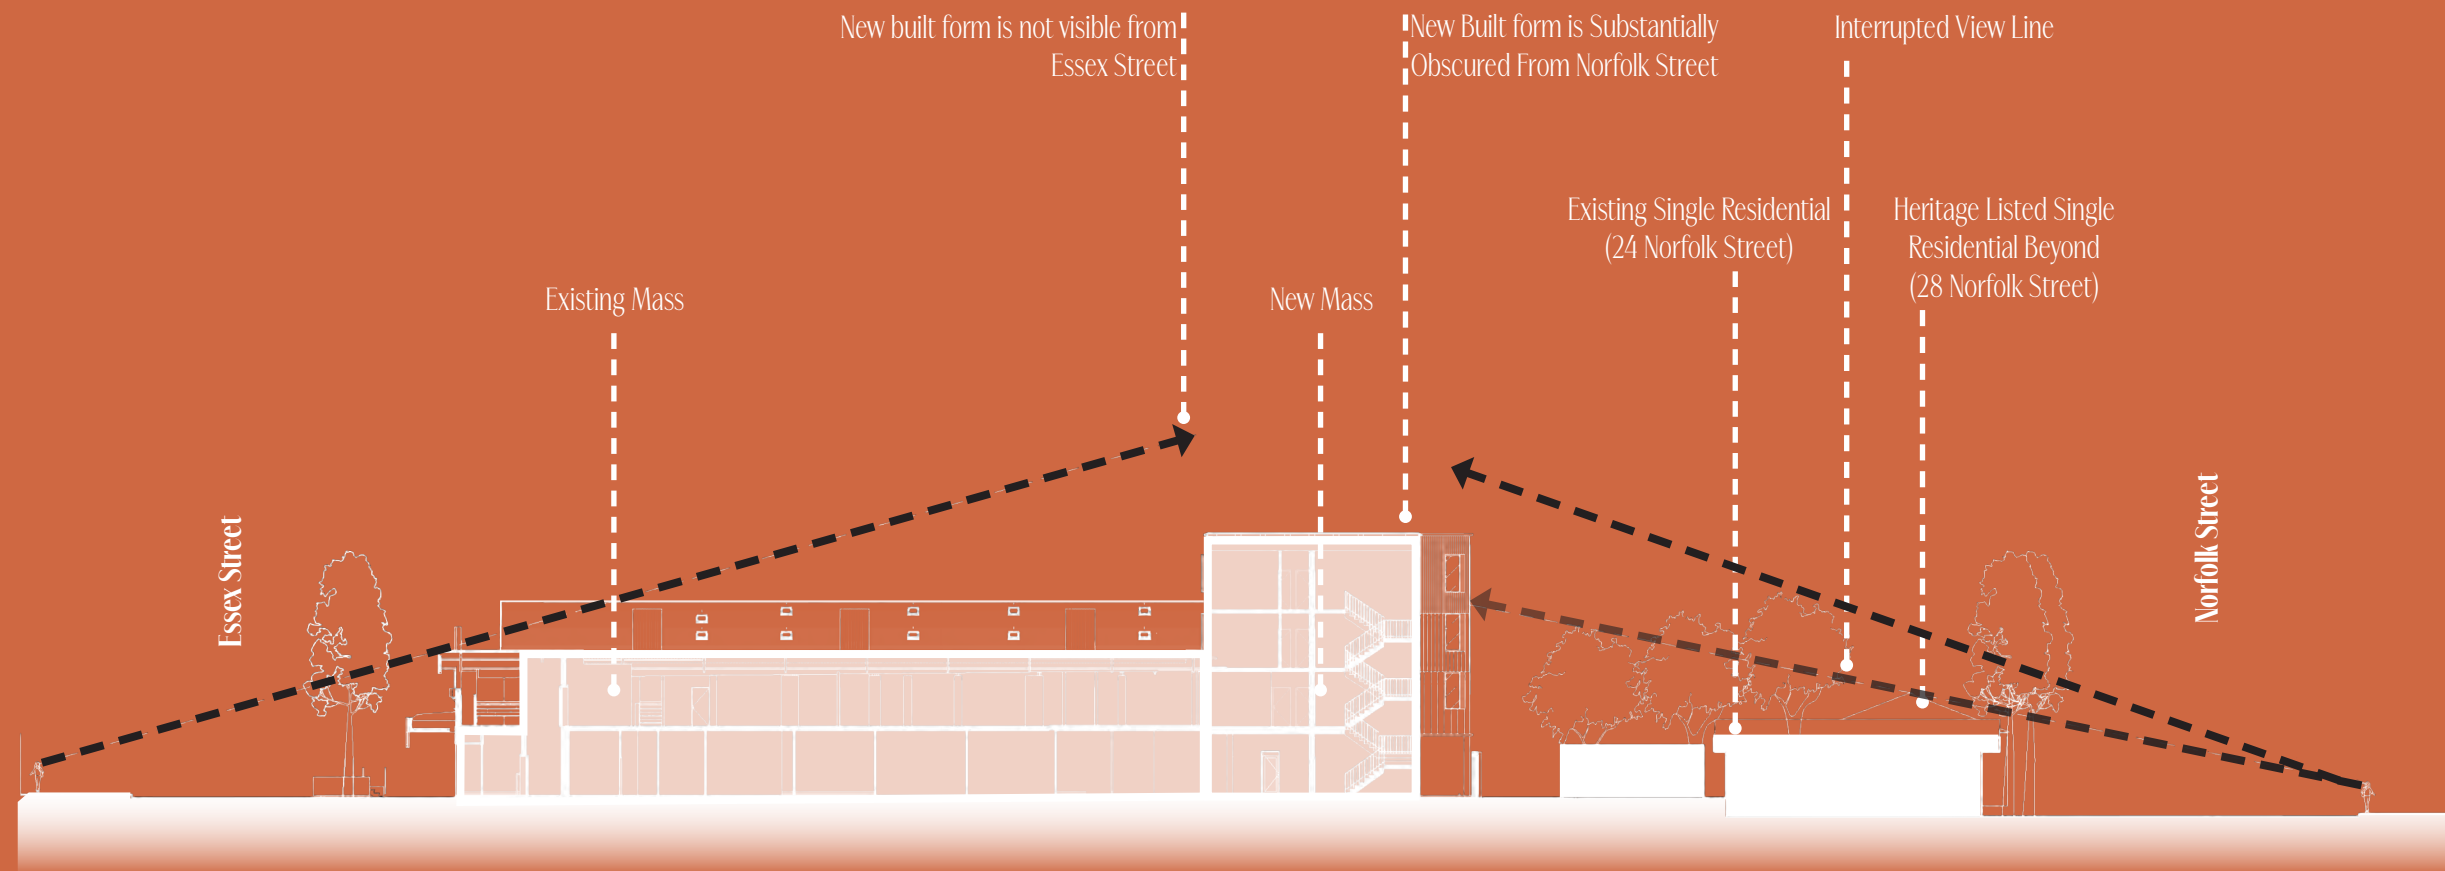 New built form is not visible from
Essex Street
New Built form is Substantially
Obscured From Norfolk Street
Interrupted View Line
Existing Single Residential
(24 Norfolk Street)
Heritage Listed Single
Residential Beyond
(28 Norfolk Street)
Existing Mass
New Mass
Essex Street
Norfolk Street